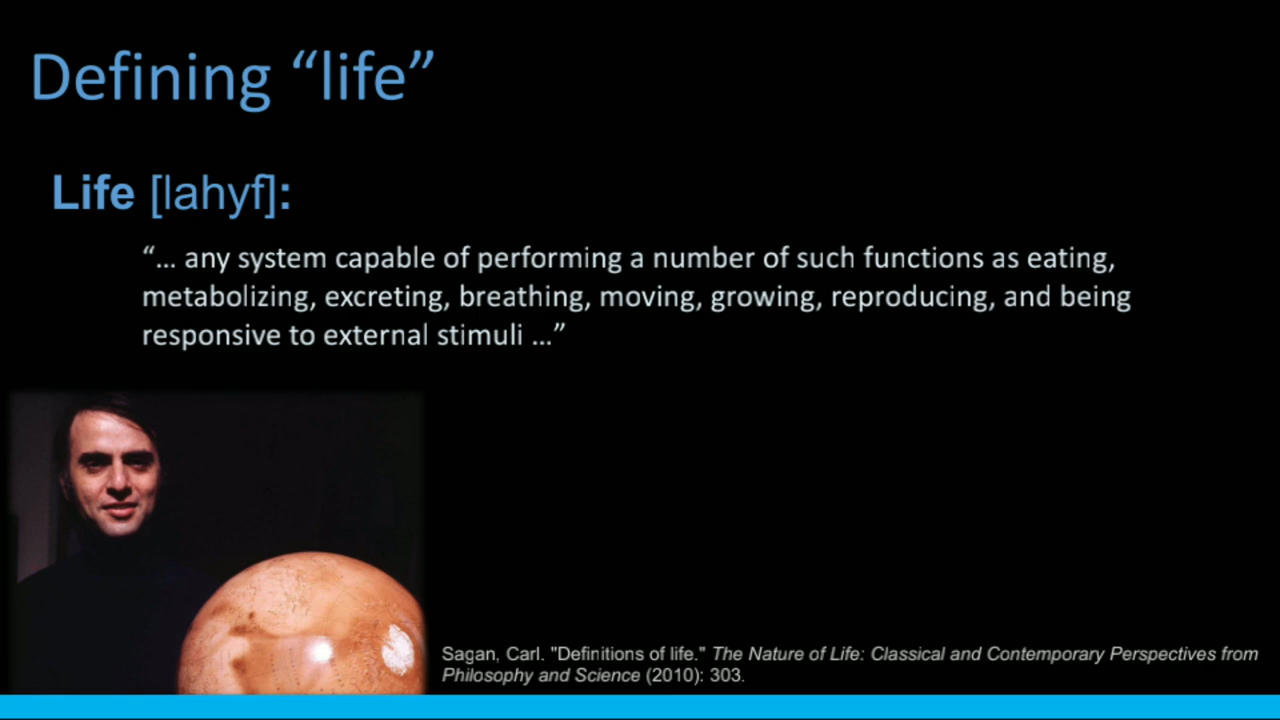 Defining “life”
Life [lahyf]:
“… any system capable of performing a number of such functions as eating,
metabolizing, excreting, breathing, moving, growing, reproducing, and being
responsive to external stimuli …”
Sagan, Carl. "Definitions of life." The Nature of Life: Classical and Contemporary Perspectives from
Philosophy and Science (2010): 303.